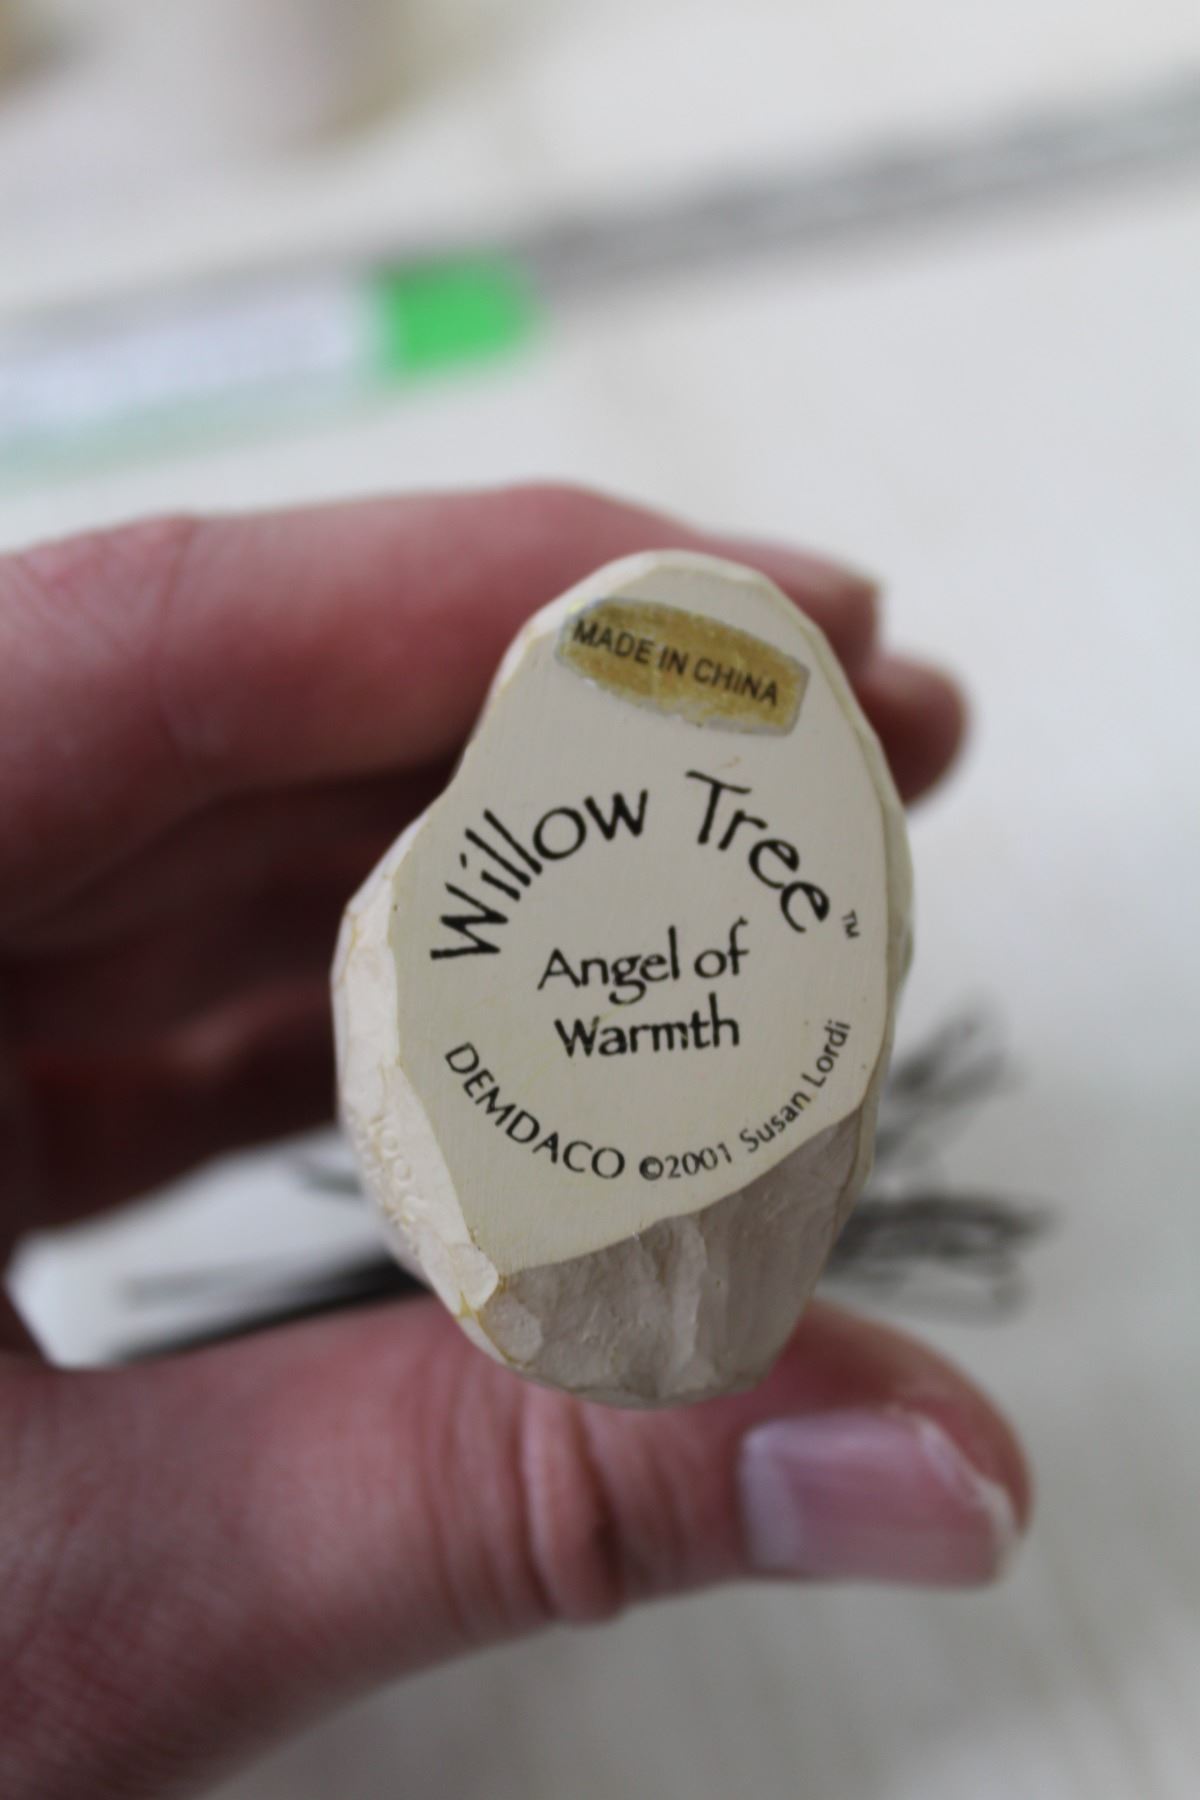 MADE IN CHINA
Willow Tree™
Angel of
Warmth
DEMDACO ©2001 Susan Lordi